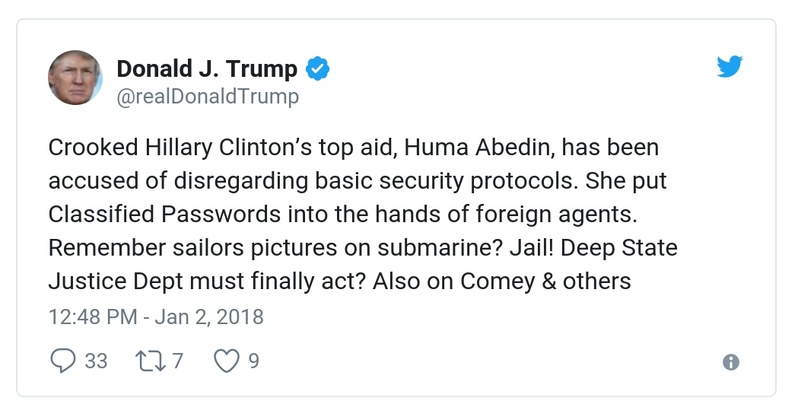 Donald J. Trump
@realDonaldTrump
Crooked Hillary Clinton’s top aid, Huma Abedin, has been
accused of disregarding basic security protocols. She put
Classified Passwords into the hands of foreign agents.
Remember sailors pictures on submarine? Jail! Deep State
Justice Dept must finally act? Also on Comey & others
12:48 PM - Jan 2, 2018
33 7 9